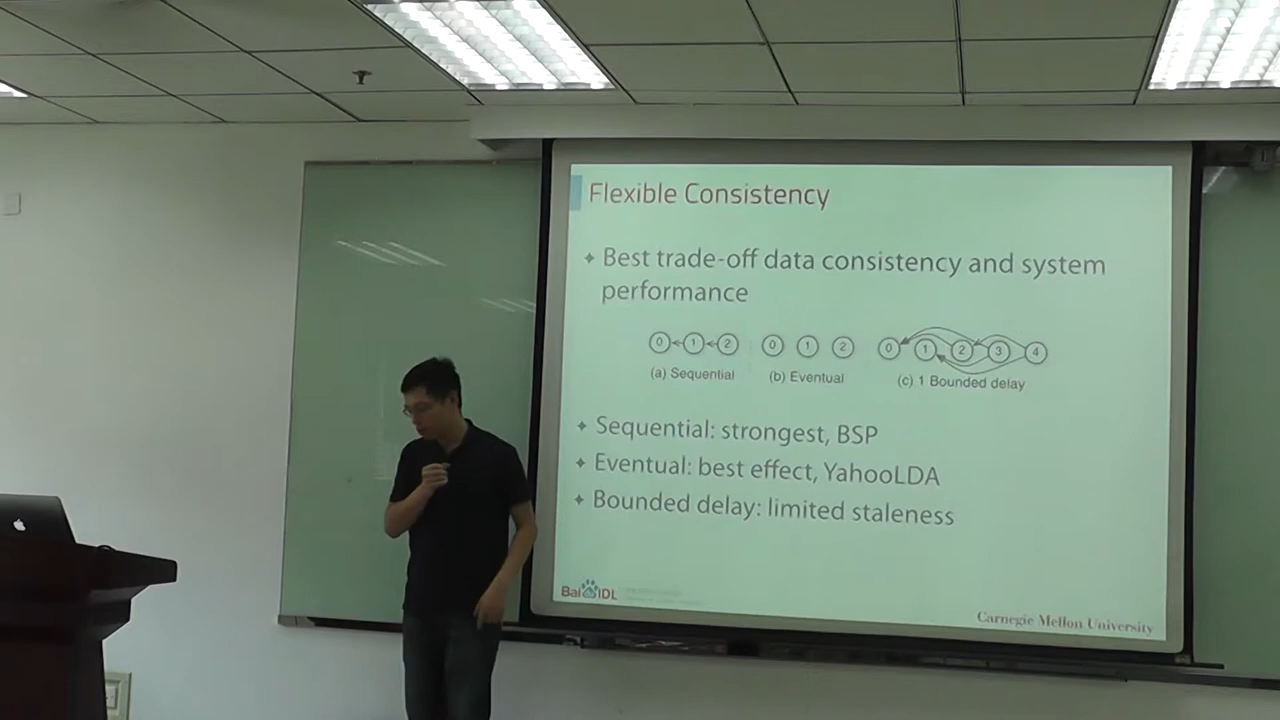 Flexible Consistency
Best trade-off data consistency and system
performance
0 1 2 0 1 2 0 1 2 3 4
(a) Sequential (b) Eventual (c) 1 Bounded delay
Sequential: strongest, BSP
Eventual: best effect, YahooLDA
Bounded delay: limited staleness
Bai IDL
Carnegie Mellon University